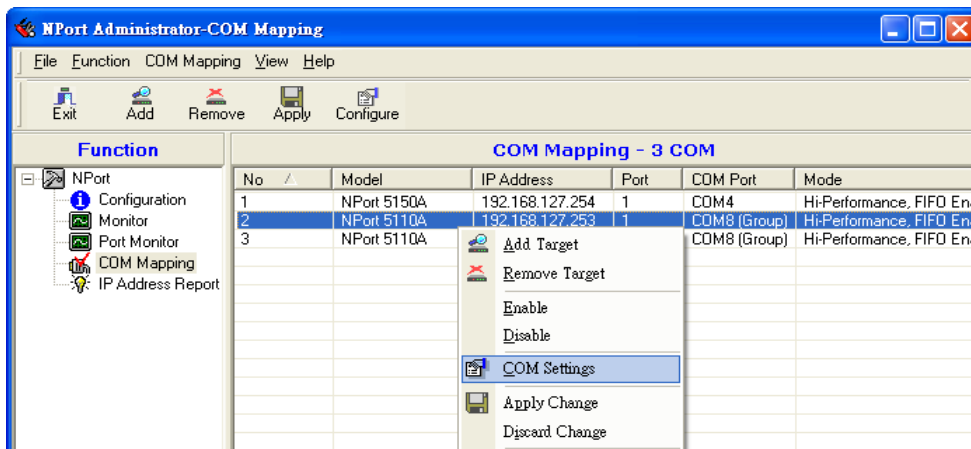 NPort Administrator-COM Mapping
File Function COM Mapping View Help
Exit Add Remove Apply Configure
Function
COM Mapping - 3 COM
NPort
Configuration
Monitor
Port Monitor
COM Mapping
IP Address Report
No Model IP Address Port COM Port Mode
1 NPort 5150A 192.168.127.254 1 COM4 Hi-Performance, FIFO En
2 NPort 5110A 192.168.127.253 1 COM8 (Group) Hi-Performance, FIFO En
3 NPort 5110A COM8 (Group) Hi-Performance, FIFO En
Add Target
Remove Target
Enable
Disable
COM Settings
Apply Change
Discard Change